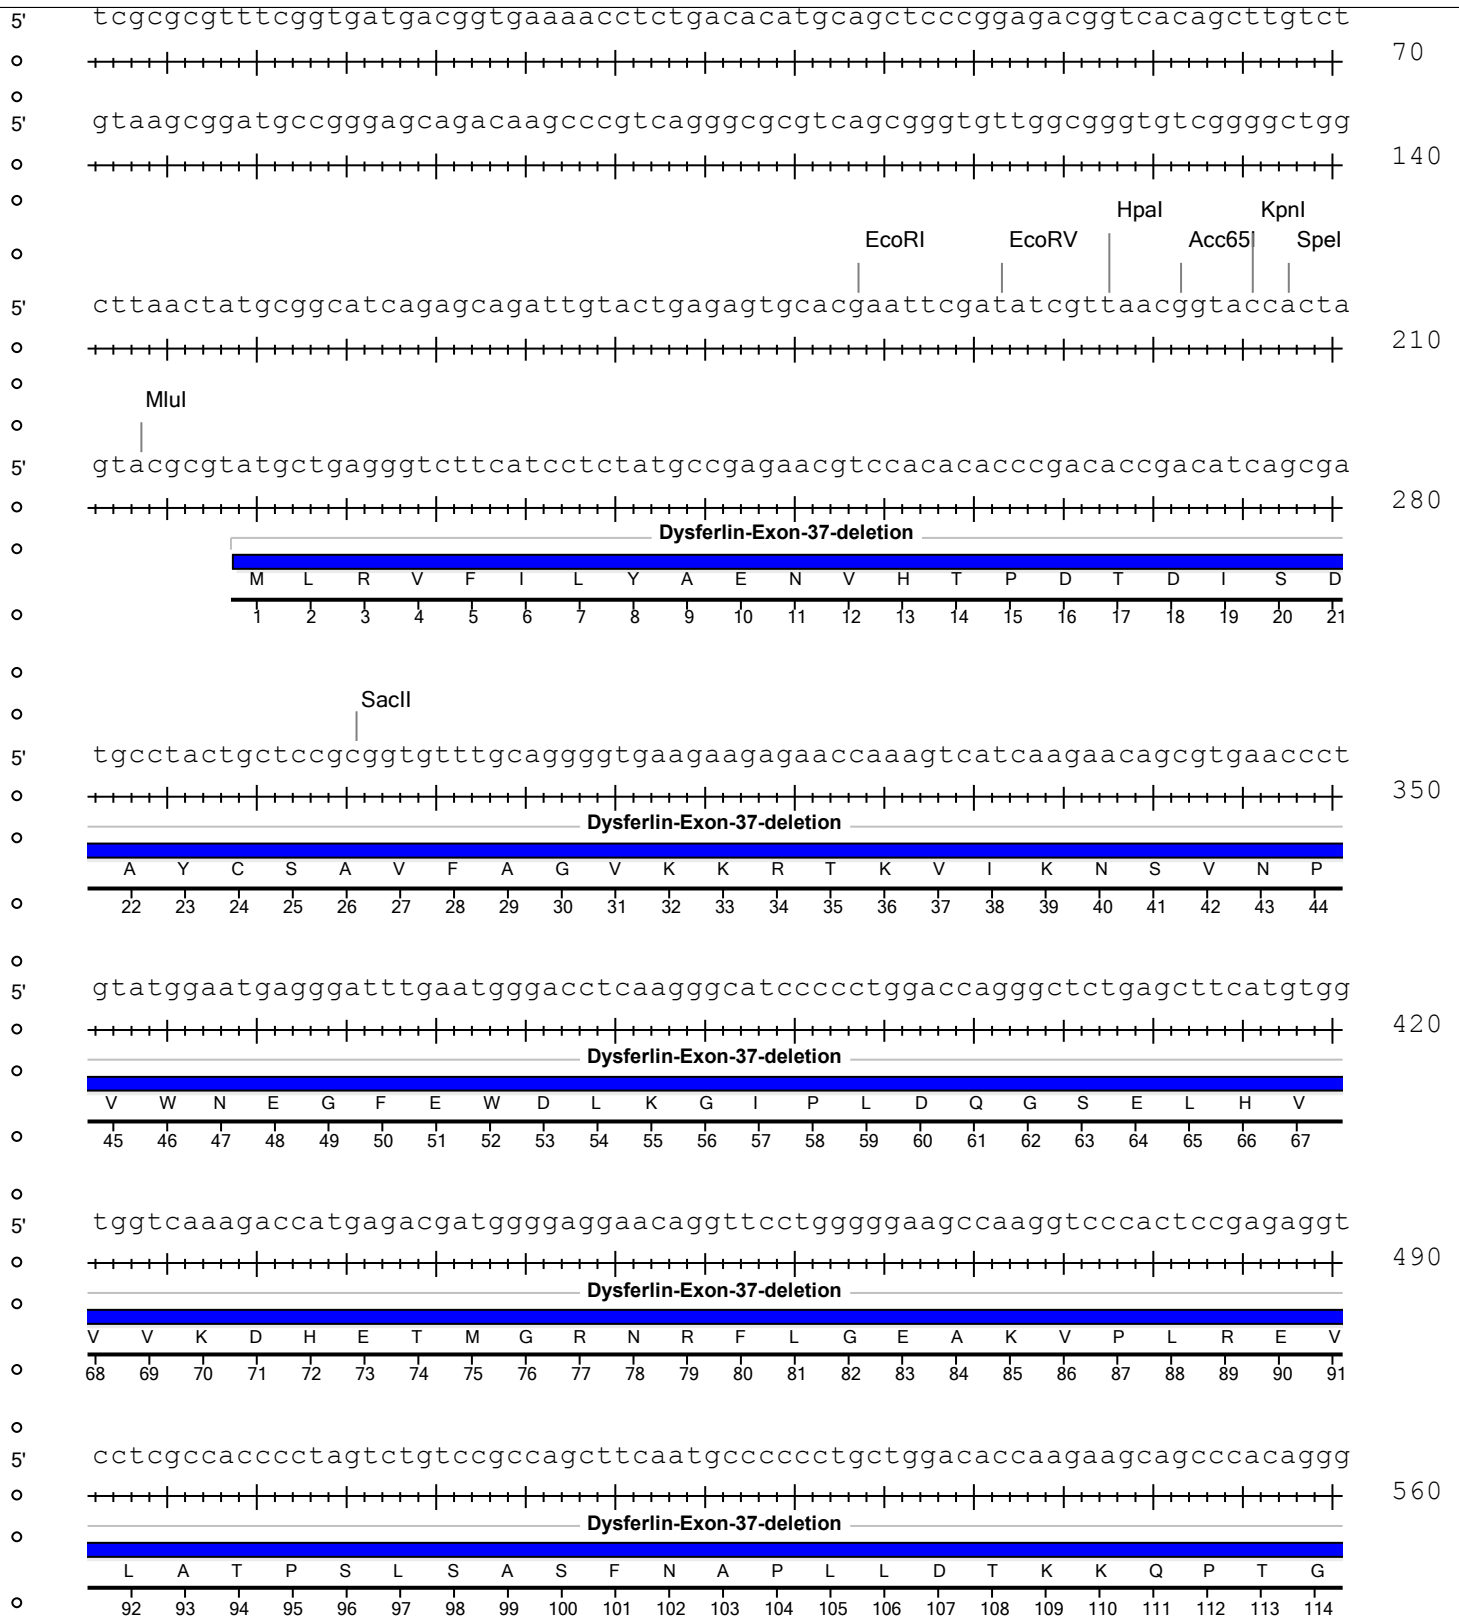 5' tcgcgcgtttcggtgatgacggtgaaaacctctgacacatgcagctcccggagacggtcacagcttgtct
70
5' gtaagcggatgccgggagcagacaagcccgtcagggcgcgtcagcgggtgttggcgggtgtcggggctgg
140
HpaI KpnI
EcoRI EcoRV Acc65I SpeI
5' cttaactatgcggcatcagagcagattgtactgagagtgcacgaattcgatatcgttaacggtaccacta
210
MluI
5' gtacgcgtatgctgagggtcttcatcctctatgccgagaacgtccacacacccgacaccgacatcagcga
280
Dysferlin-Exon-37-deletion
M L R V F I L Y A E N V H T P D T D I S D
1 2 3 4 5 6 7 8 9 10 11 12 13 14 15 16 17 18 19 20 21
SacII
5' tgcctactgctccgcggtgtttgcaggggtgaagaagagaaccaaagtcatcaagaacagcgtgaaccct
350
Dysferlin-Exon-37-deletion
A Y C S A V F A G V K K R T K V I K N S V N P
22 23 24 25 26 27 28 29 30 31 32 33 34 35 36 37 38 39 40 41 42 43 44
5' gtatggaatgagggatttgaatgggacctcaagggcatccccctggaccagggctctgagcttcatgtgg
420
Dysferlin-Exon-37-deletion
V W N E G F E W D L K G I P L D Q G S E L H V
45 46 47 48 49 50 51 52 53 54 55 56 57 58 59 60 61 62 63 64 65 66 67
5' tggtcaaagaccatgagacgatggggaggaacaggttcctgggggaagccaaggtcccactccgagaggt
490
Dysferlin-Exon-37-deletion
V V K D H E T M G R N R F L G E A K V P L R E V
68 69 70 71 72 73 74 75 76 77 78 79 80 81 82 83 84 85 86 87 88 89 90 91
5' cctcgccacccctagtctgtccgccagcttcaatgcccccctgctggacaccaagaagcagcccacaggg
560
Dysferlin-Exon-37-deletion
L A T P S L S A S F N A P L L D T K K Q P T G
92 93 94 95 96 97 98 99 100 101 102 103 104 105 106 107 108 109 110 111 112 113 114